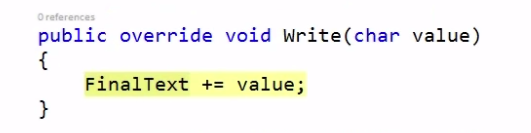 0 references
public override void Write(char value)
{
    FinalText += value;
}